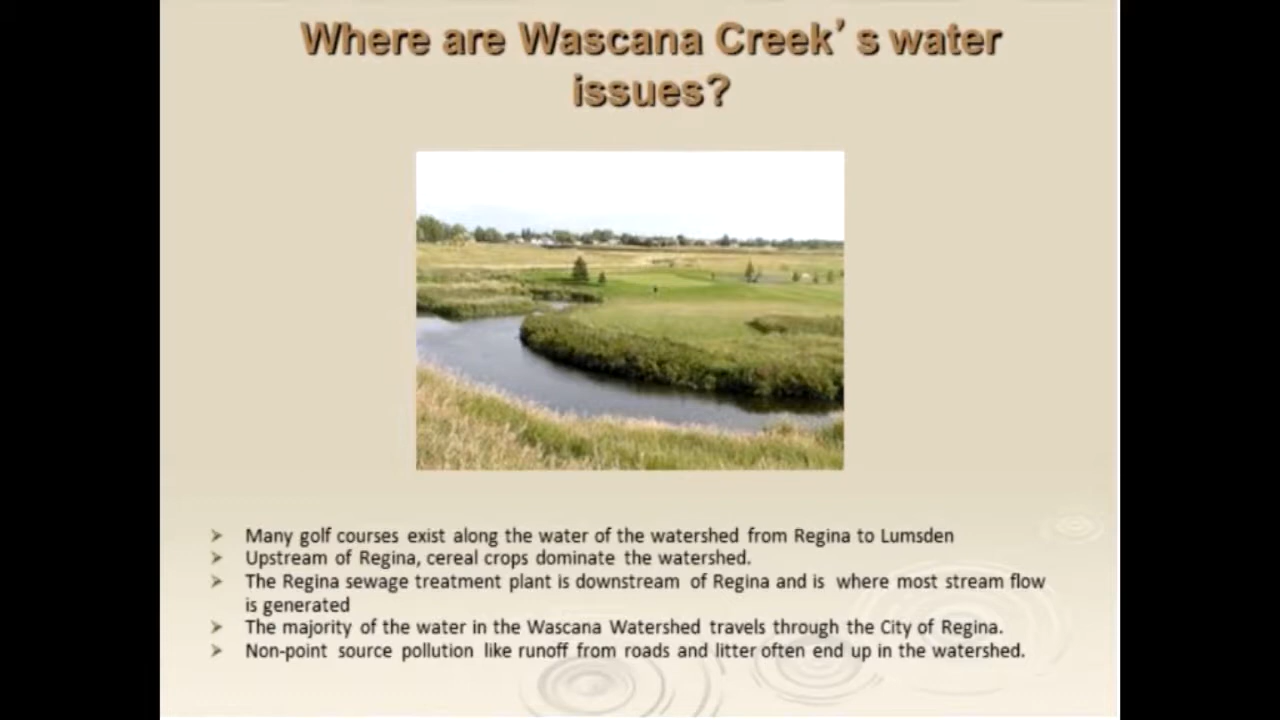 Where are Wascana Creek’s water
issues?
Many golf courses exist along the water of the watershed from Regina to Lumsden
Upstream of Regina, cereal crops dominate the watershed.
The Regina sewage treatment plant is downstream of Regina and is where most stream flow
is generated
The majority of the water in the Wascana Watershed travels through the City of Regina.
Non-point source pollution like runoff from roads and litter often end up in the watershed.